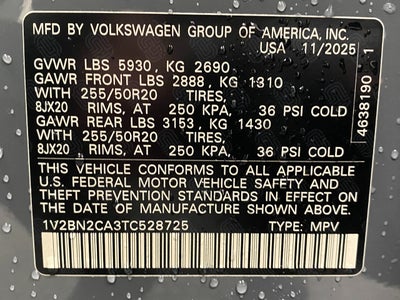 MFD BY VOLKSWAGEN GROUP OF AMERICA, INC.
USA 11/2025
GVWR LBS 5930, KG 2690
GAWR FRONT LBS 2888, KG 1310
WITH 255/50R20 TIRES,
8JX20 RIMS, AT 250 KPA, 36 PSI COLD
GAWR REAR LBS 3153, KG 1430
WITH 255/50R20 TIRES,
8JX20 RIMS, AT 250 KPA, 36 PSI COLD
THIS VEHICLE CONFORMS TO ALL APPLICABLE
U.S. FEDERAL MOTOR VEHICLE SAFETY AND
THEFT PREVENTION STANDARDS IN EFFECT ON
THE DATE OF MANUFACTURE SHOWN ABOVE.
1V2BN2CA3TC528725 TYPE: MPV
4638190 1